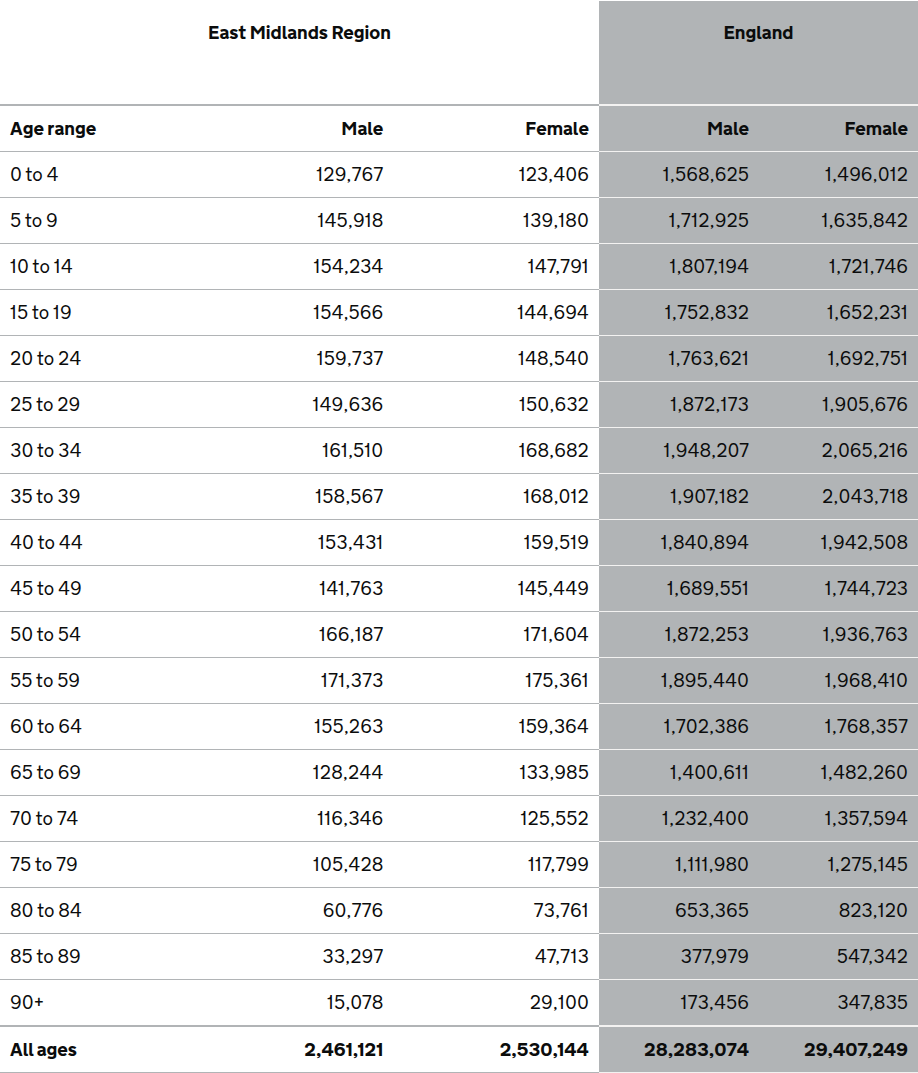 East Midlands Region England
Age range Male Female Male Female
0 to 4 129,767 123,406 1,568,625 1,496,012
5 to 9 145,918 139,180 1,712,925 1,635,842
10 to 14 154,234 147,791 1,807,194 1,721,746
15 to 19 154,566 144,694 1,752,832 1,652,231
20 to 24 159,737 148,540 1,763,621 1,692,751
25 to 29 149,636 150,632 1,872,173 1,905,676
30 to 34 161,510 168,682 1,948,207 2,065,216
35 to 39 158,567 168,012 1,907,182 2,043,718
40 to 44 153,431 159,519 1,840,894 1,942,508
45 to 49 141,763 145,449 1,689,551 1,744,723
50 to 54 166,187 171,604 1,872,253 1,936,763
55 to 59 171,373 175,361 1,895,440 1,968,410
60 to 64 155,263 159,364 1,702,386 1,768,357
65 to 69 128,244 133,985 1,400,611 1,482,260
70 to 74 116,346 125,552 1,232,400 1,357,594
75 to 79 105,428 117,799 1,111,980 1,275,145
80 to 84 60,776 73,761 653,365 823,120
85 to 89 33,297 47,713 377,979 547,342
90+ 15,078 29,100 173,456 347,835
All ages 2,461,121 2,530,144 28,283,074 29,407,249